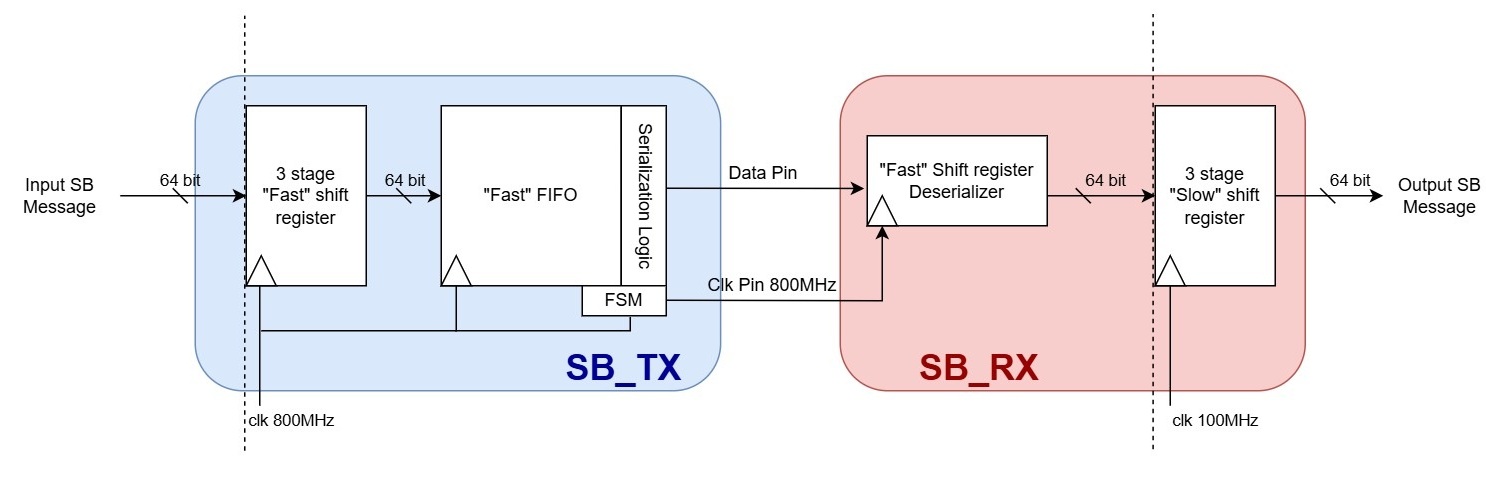 Input SB
Message
64 bit
3 stage
"Fast" shift
register
64 bit
"Fast" FIFO
Serialization Logic
FSM
SB_TX
clk 800MHz
Data Pin
Clk Pin 800MHz
"Fast" Shift register
Deserializer
64 bit
SB_RX
3 stage
"Slow" shift
register
clk 100MHz
64 bit
Output SB
Message